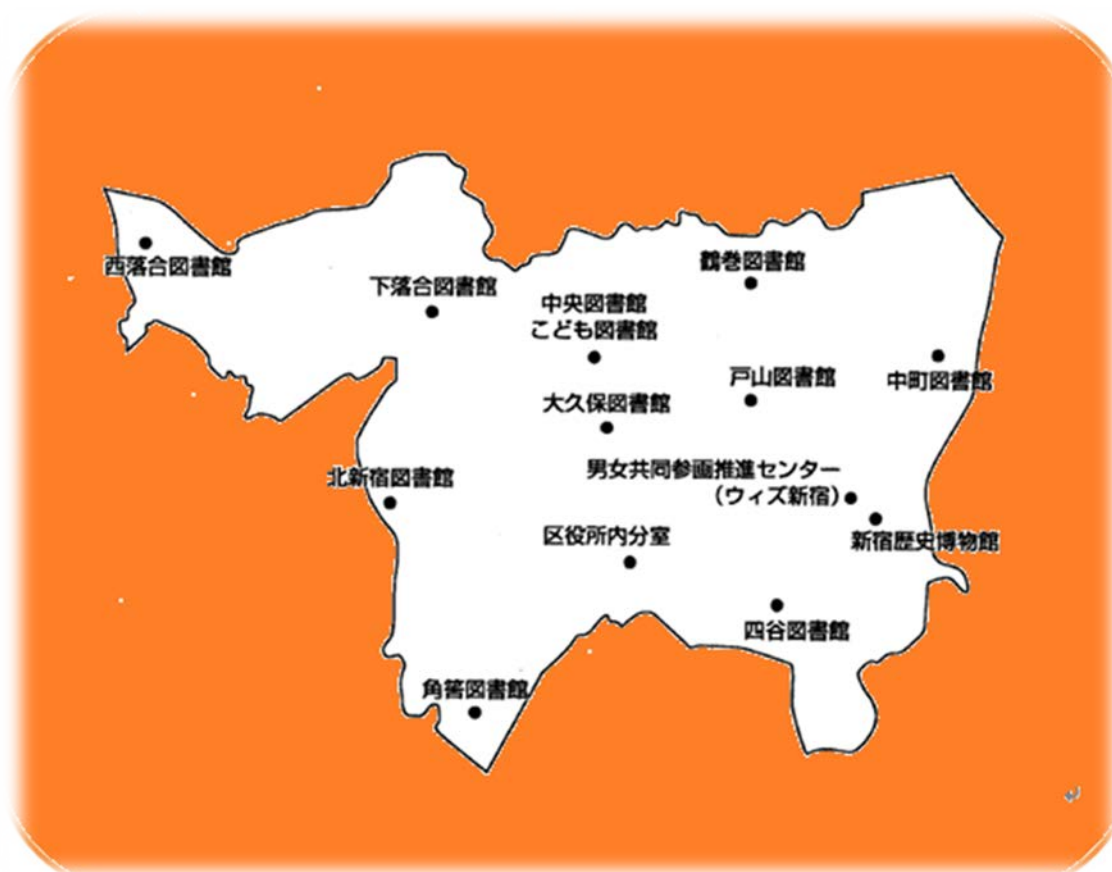 西落合図書館
下落合図書館
鶴巻図書館
中央図書館
こども図書館
中町図書館
戸山図書館
大久保図書館
北新宿図書館
男女共同参画推進センター
（ウィズ新宿）
新宿歴史博物館
区役所内分室
四谷図書館
角筈図書館